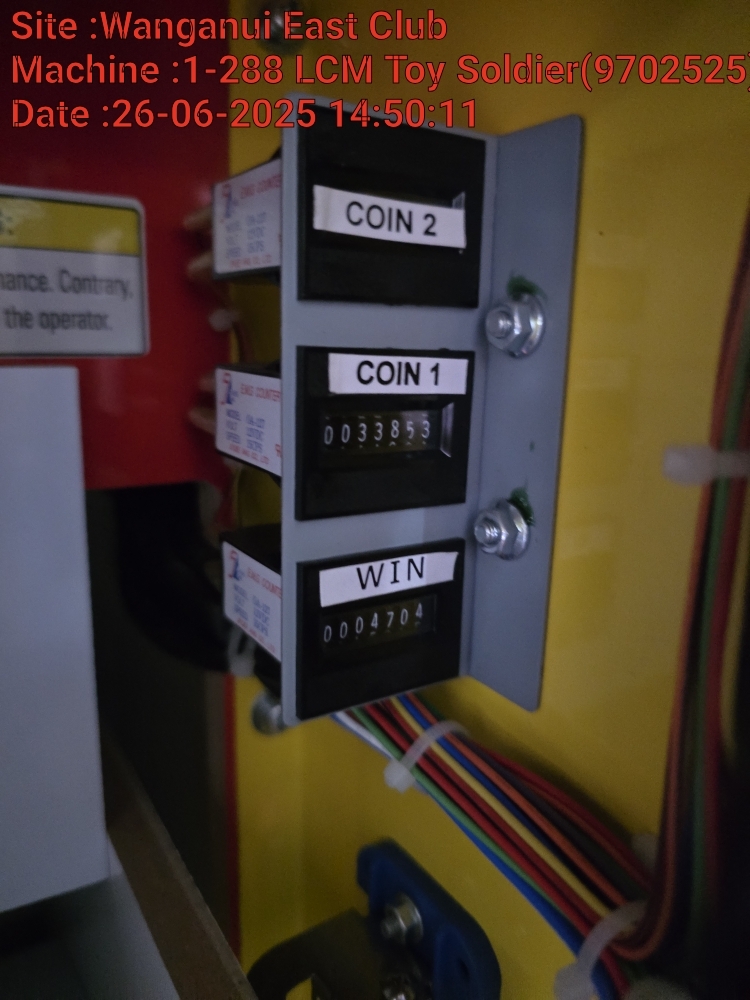 Site :Wanganui East Club
Machine :1-288 LCM Toy Soldier(9702525)
Date :26-06-2025 14:50:11
COIN 2
nance. Contrary,
the operator.
COIN 1
0033853
WIN
0004704